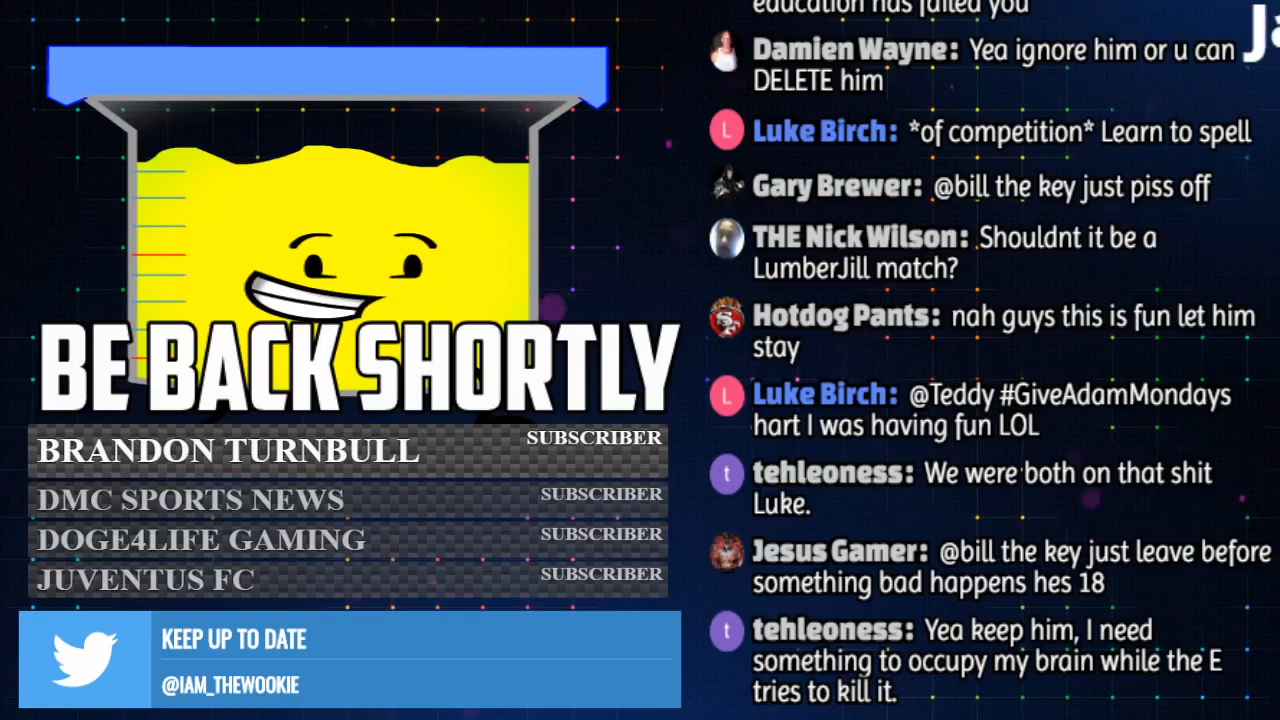 BE BACK SHORTLY
BRANDON TURNBULL SUBSCRIBER
DMC SPORTS NEWS SUBSCRIBER
DOGE4LIFE GAMING SUBSCRIBER
JUVENTUS FC SUBSCRIBER
KEEP UP TO DATE
@IAM_THEWOOKIE
education has failed you
Ja
Damien Wayne: Yea ignore him or u can
DELETE him
L
Luke Birch: *of competition* Learn to spell
Gary Brewer: @bill the key just piss off
THE Nick Wilson: Shouldnt it be a
LumberJill match?
Hotdog Pants: nah guys this is fun let him
stay
L
Luke Birch: @Teddy #GiveAdamMondays
hart I was having fun LOL
t
tehleoness: We were both on that shit
Luke.
Jesus Gamer: @bill the key just leave before
something bad happens hes 18
t
tehleoness: Yea keep him, I need
something to occupy my brain while the E
tries to kill it.